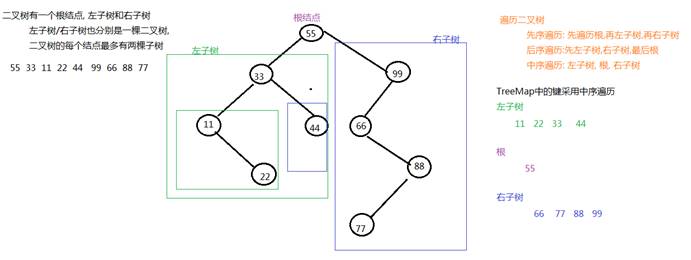 二叉树有一个根结点, 左子树和右子树
左子树/右子树也分别是一棵二叉树,
二叉树的每个结点最多有两棵子树
55 33 11 22 44 99 66 88 77
根结点
左子树
右子树
55
33
99
11
44
66
22
88
77
遍历二叉树
先序遍历: 先遍历根,再左子树,再右子树
后序遍历:先左子树,右子树,最后根
中序遍历: 左子树, 根, 右子树
TreeMap中的键采用中序遍历
左子树
11 22 33 44
根
55
右子树
66 77 88 99